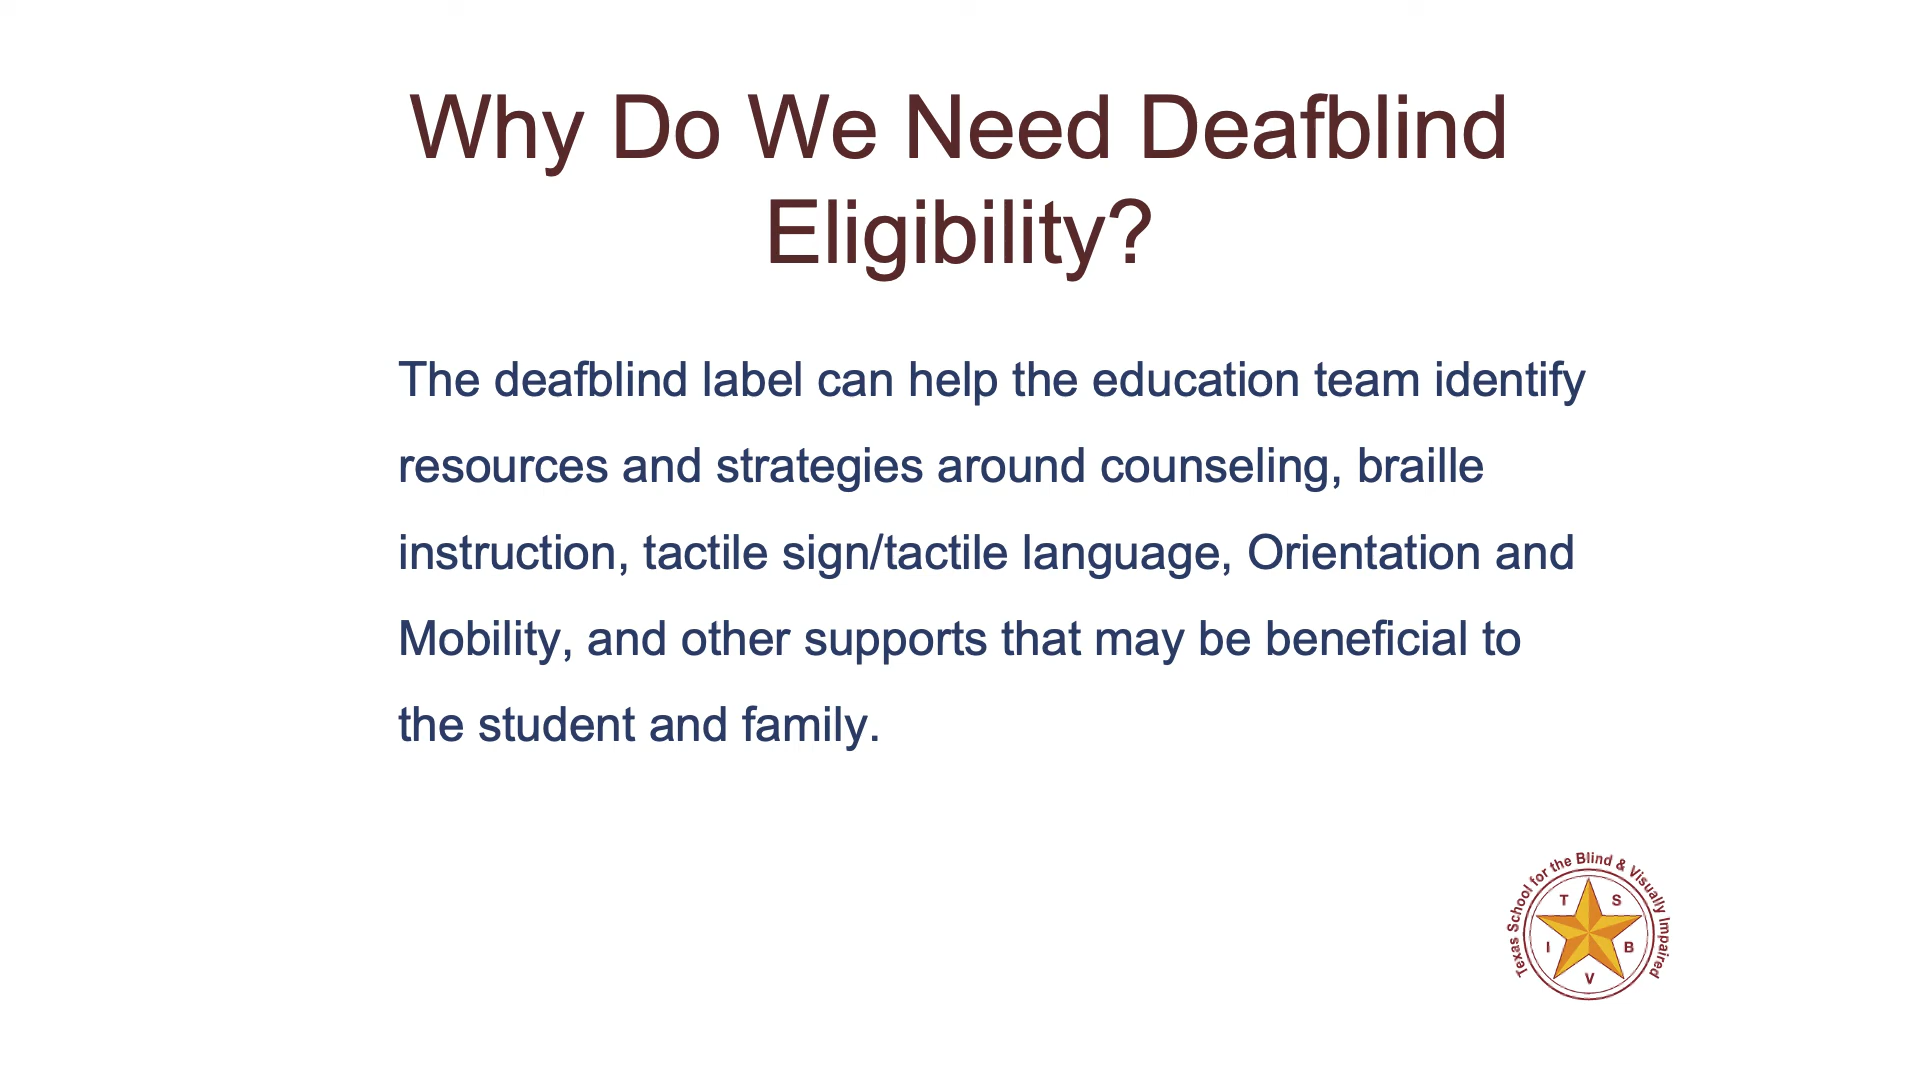 Why Do We Need Deafblind
Eligibility?
The deafblind label can help the education team identify
resources and strategies around counseling, braille
instruction, tactile sign/tactile language, Orientation and
Mobility, and other supports that may be beneficial to
the student and family.
Texas School for the Blind & Visually Impaired
T S B V I